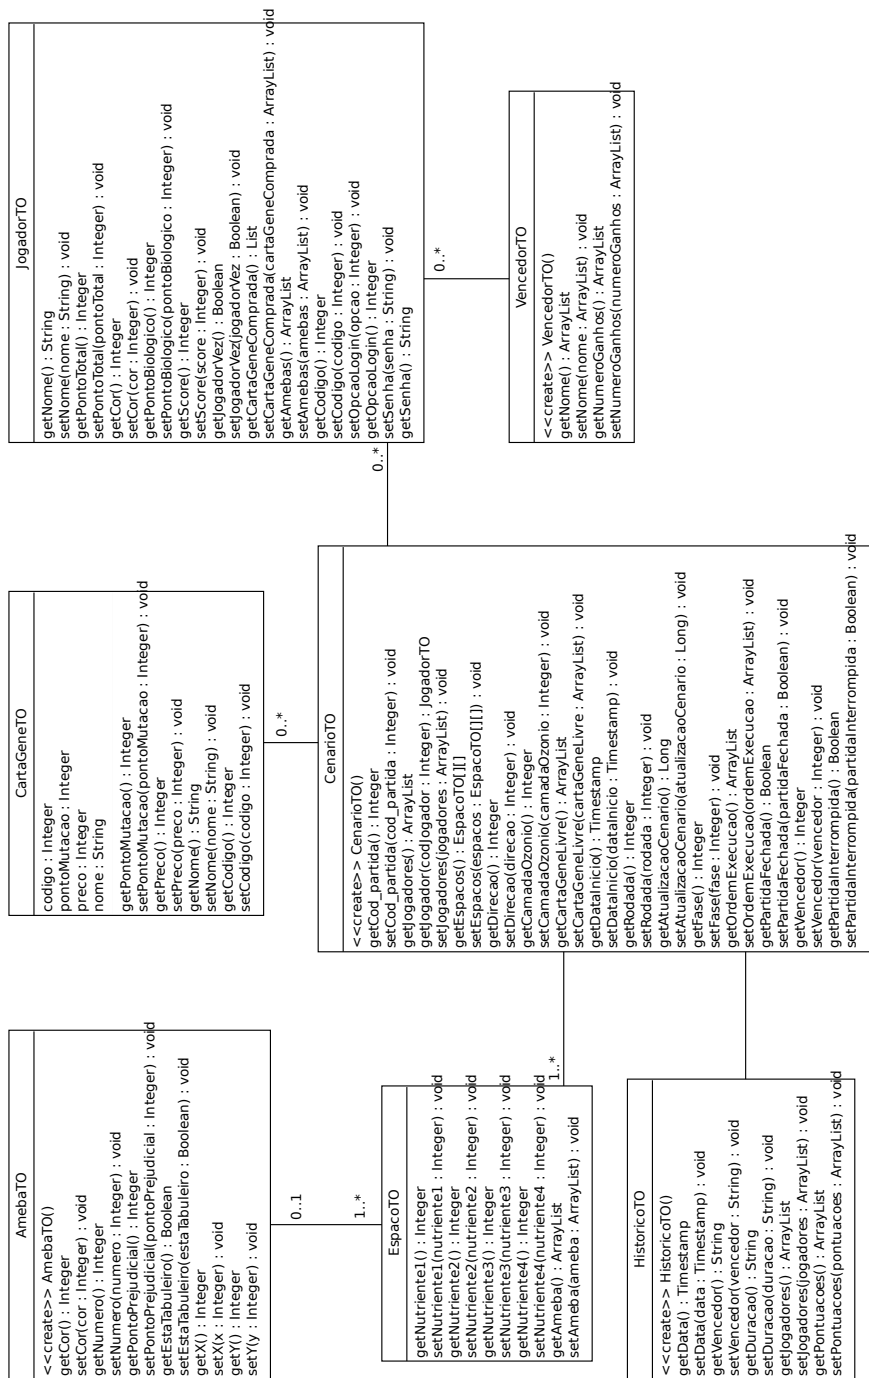 AmebaTO
<<create>> AmebaTO()
getCor() : Integer
setCor(cor : Integer) : void
getNumero() : Integer
setNumero(numero : Integer) : void
getPontoPrejudicial() : Integer
setPontoPrejudicial(pontoPrejudicial : Integer) : void
getEstaTabuleiro() : Boolean
setEstaTabuleiro(estaTabuleiro : Boolean) : void
getX() : Integer
setX(x : Integer) : void
getY() : Integer
setY(y : Integer) : void
0..1
1..*
EspacoTO
getNutriente1() : Integer
setNutriente1(nutriente1 : Integer) : void
getNutriente2() : Integer
setNutriente2(nutriente2 : Integer) : void
getNutriente3() : Integer
setNutriente3(nutriente3 : Integer) : void
getNutriente4() : Integer
setNutriente4(nutriente4 : Integer) : void
getAmeba() : ArrayList
setAmeba(ameba : ArrayList) : void
1..*
HistoricoTO
<<create>> HistoricoTO()
getData() : Timestamp
setData(data : Timestamp) : void
getVencedor() : String
setVencedor(vencedor : String) : void
getDuracao() : String
setDuracao(duracao : String) : void
getJogadores() : ArrayList
setJogadores(jogadores : ArrayList) : void
getPontuacoes() : ArrayList
setPontuacoes(pontuacoes : ArrayList) : void
CartaGeneTO
codigo : Integer
pontoMutacao : Integer
preco : Integer
nome : String
getPontoMutacao() : Integer
setPontoMutacao(pontoMutacao : Integer) : void
getPreco() : Integer
setPreco(preco : Integer) : void
getNome() : String
setNome(nome : String) : void
getCodigo() : Integer
setCodigo(codigo : Integer) : void
0..*
CenarioTO
<<create>> CenarioTO()
getCod_partida() : Integer
setCod_partida(cod_partida : Integer) : void
getJogadores() : ArrayList
getJogador(codJogador : Integer) : JogadorTO
setJogadores(jogadores : ArrayList) : void
getEspacos() : EspacoTO[][]
setEspacos(espacos : EspacoTO[][]) : void
getDirecao() : Integer
setDirecao(direcao : Integer) : void
getCamadaOzonio() : Integer
setCamadaOzonio(camadaOzonio : Integer) : void
getCartaGeneLivre() : ArrayList
setCartaGeneLivre(cartaGeneLivre : ArrayList) : void
getDataInicio() : Timestamp
setDataInicio(dataInicio : Timestamp) : void
getRodada() : Integer
setRodada(rodada : Integer) : void
getAtualizacaoCenario() : Long
setAtualizacaoCenario(atualizacaoCenario : Long) : void
getFase() : Integer
setFase(fase : Integer) : void
getOrdemExecucao() : ArrayList
setOrdemExecucao(ordemExecucao : ArrayList) : void
getPartidaFechada() : Boolean
setPartidaFechada(partidaFechada : Boolean) : void
getVencedor() : Integer
setVencedor(vencedor : Integer) : void
getPartidaInterrompida() : Boolean
setPartidaInterrompida(partidaInterrompida : Boolean) : void
JogadorTO
getNome() : String
setNome(nome : String) : void
getPontoTotal() : Integer
setPontoTotal(pontoTotal : Integer) : void
getCor() : Integer
setCor(cor : Integer) : void
getPontoBiologico() : Integer
setPontoBiologico(pontoBiologico : Integer) : void
getScore() : Integer
setScore(score : Integer) : void
getJogadorVez() : Boolean
setJogadorVez(jogadorVez : Boolean) : void
getCartaGeneComprada() : List
setCartaGeneComprada(cartaGeneComprada : ArrayList) : void
getAmebas() : ArrayList
setAmebas(amebas : ArrayList) : void
getCodigo() : Integer
setCodigo(codigo : Integer) : void
setOpcaoLogin(opcao : Integer) : void
getOpcaoLogin() : Integer
setSenha(senha : String) : void
getSenha() : String
0..*
0..*
VencedorTO
<<create>> VencedorTO()
getNome() : ArrayList
setNome(nome : ArrayList) : void
getNumeroGanhos() : ArrayList
setNumeroGanhos(numeroGanhos : ArrayList) : void